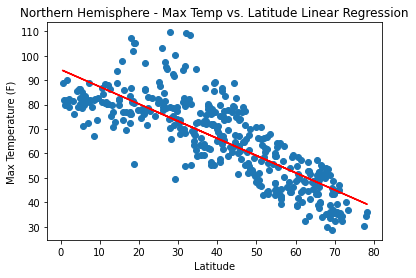 Northern Hemisphere - Max Temp vs. Latitude Linear Regression
110
100
90
80
70
60
50
40
30
Max Temperature (F)
0 10 20 30 40 50 60 70 80
Latitude